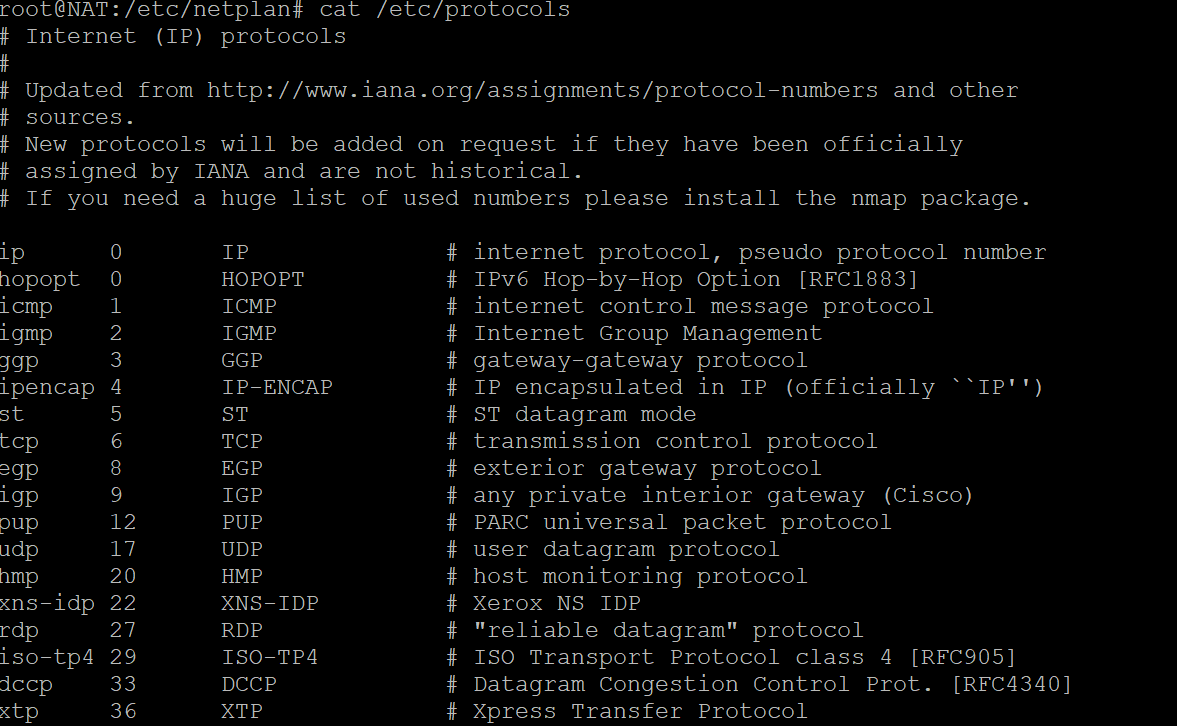 root@NAT:/etc/netplan# cat /etc/protocols
# Internet (IP) protocols
#
# Updated from http://www.iana.org/assignments/protocol-numbers and other
# sources.
# New protocols will be added on request if they have been officially
# assigned by IANA and are not historical.
# If you need a huge list of used numbers please install the nmap package.
ip 0 IP # internet protocol, pseudo protocol number
hopopt 0 HOPOPT # IPv6 Hop-by-Hop Option [RFC1883]
icmp 1 ICMP # internet control message protocol
igmp 2 IGMP # Internet Group Management
ggp 3 GGP # gateway-gateway protocol
ipencap 4 IP-ENCAP # IP encapsulated in IP (officially ``IP'')
st 5 ST # ST datagram mode
tcp 6 TCP # transmission control protocol
egp 8 EGP # exterior gateway protocol
igp 9 IGP # any private interior gateway (Cisco)
pup 12 PUP # PARC universal packet protocol
udp 17 UDP # user datagram protocol
hmp 20 HMP # host monitoring protocol
xns-idp 22 XNS-IDP # Xerox NS IDP
rdp 27 RDP # "reliable datagram" protocol
iso-tp4 29 ISO-TP4 # ISO Transport Protocol class 4 [RFC905]
dccp 33 DCCP # Datagram Congestion Control Prot. [RFC4340]
xtp 36 XTP # Xpress Transfer Protocol